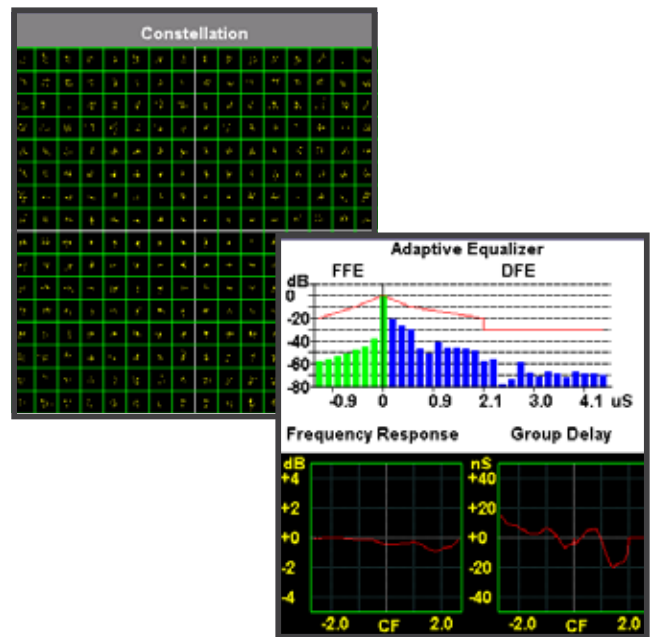 Constellation
Adaptive Equalizer
FFE DFE
dB
0
-20
-40
-60
-80
-0.9 0 0.9 2.1 3.0 4.1 uS
Frequency Response Group Delay
dB nS
+4 +40
+2 +20
+0 +0
-2 -20
-4 -40
-2.0 CF 2.0 -2.0 CF 2.0